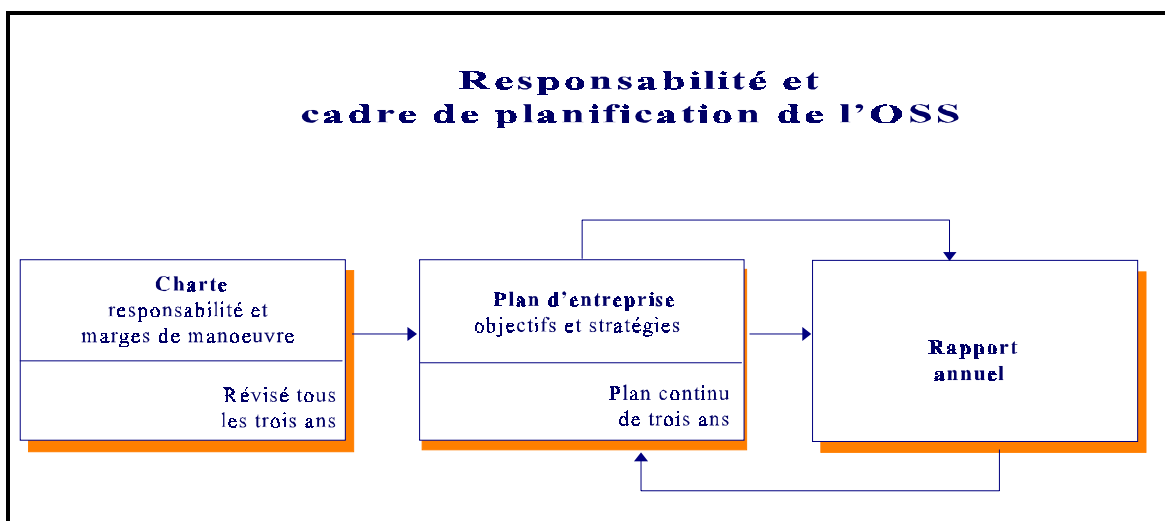 Responsabilité et
cadre de planification de l'OSS
Charte
responsabilité et
marges de manoeuvre
Révisé tous
les trois ans
Plan d'entreprise
objectifs et stratégies
Plan continu
de trois ans
Rapport
annuel